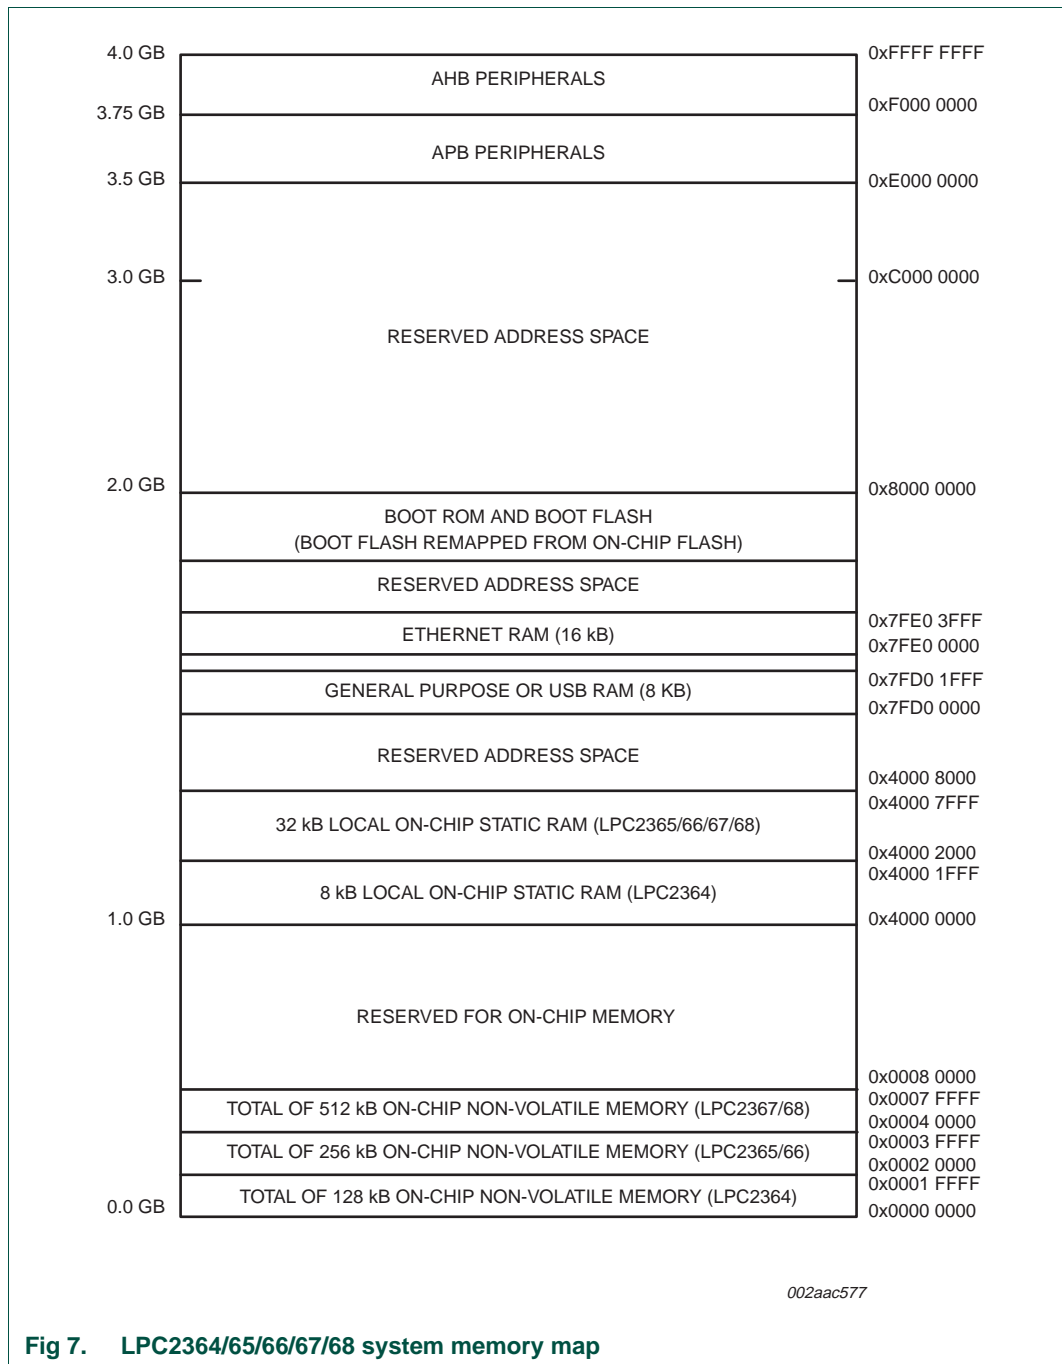 4.0 GB
0xFFFF FFFF
AHB PERIPHERALS
3.75 GB
0xF000 0000
APB PERIPHERALS
3.5 GB
0xE000 0000
3.0 GB
0xC000 0000
RESERVED ADDRESS SPACE
2.0 GB
0x8000 0000
BOOT ROM AND BOOT FLASH
(BOOT FLASH REMAPPED FROM ON-CHIP FLASH)
RESERVED ADDRESS SPACE
0x7FE0 3FFF
ETHERNET RAM (16 kB)
0x7FE0 0000
0x7FD0 1FFF
GENERAL PURPOSE OR USB RAM (8 KB)
0x7FD0 0000
RESERVED ADDRESS SPACE
0x4000 8000
0x4000 7FFF
32 kB LOCAL ON-CHIP STATIC RAM (LPC2365/66/67/68)
0x4000 2000
0x4000 1FFF
8 kB LOCAL ON-CHIP STATIC RAM (LPC2364)
1.0 GB
0x4000 0000
RESERVED FOR ON-CHIP MEMORY
0x0008 0000
0x0007 FFFF
TOTAL OF 512 kB ON-CHIP NON-VOLATILE MEMORY (LPC2367/68)
0x0004 0000
0x0003 FFFF
TOTAL OF 256 kB ON-CHIP NON-VOLATILE MEMORY (LPC2365/66)
0x0002 0000
0x0001 FFFF
TOTAL OF 128 kB ON-CHIP NON-VOLATILE MEMORY (LPC2364)
0.0 GB
0x0000 0000
002aac577
Fig 7. LPC2364/65/66/67/68 system memory map